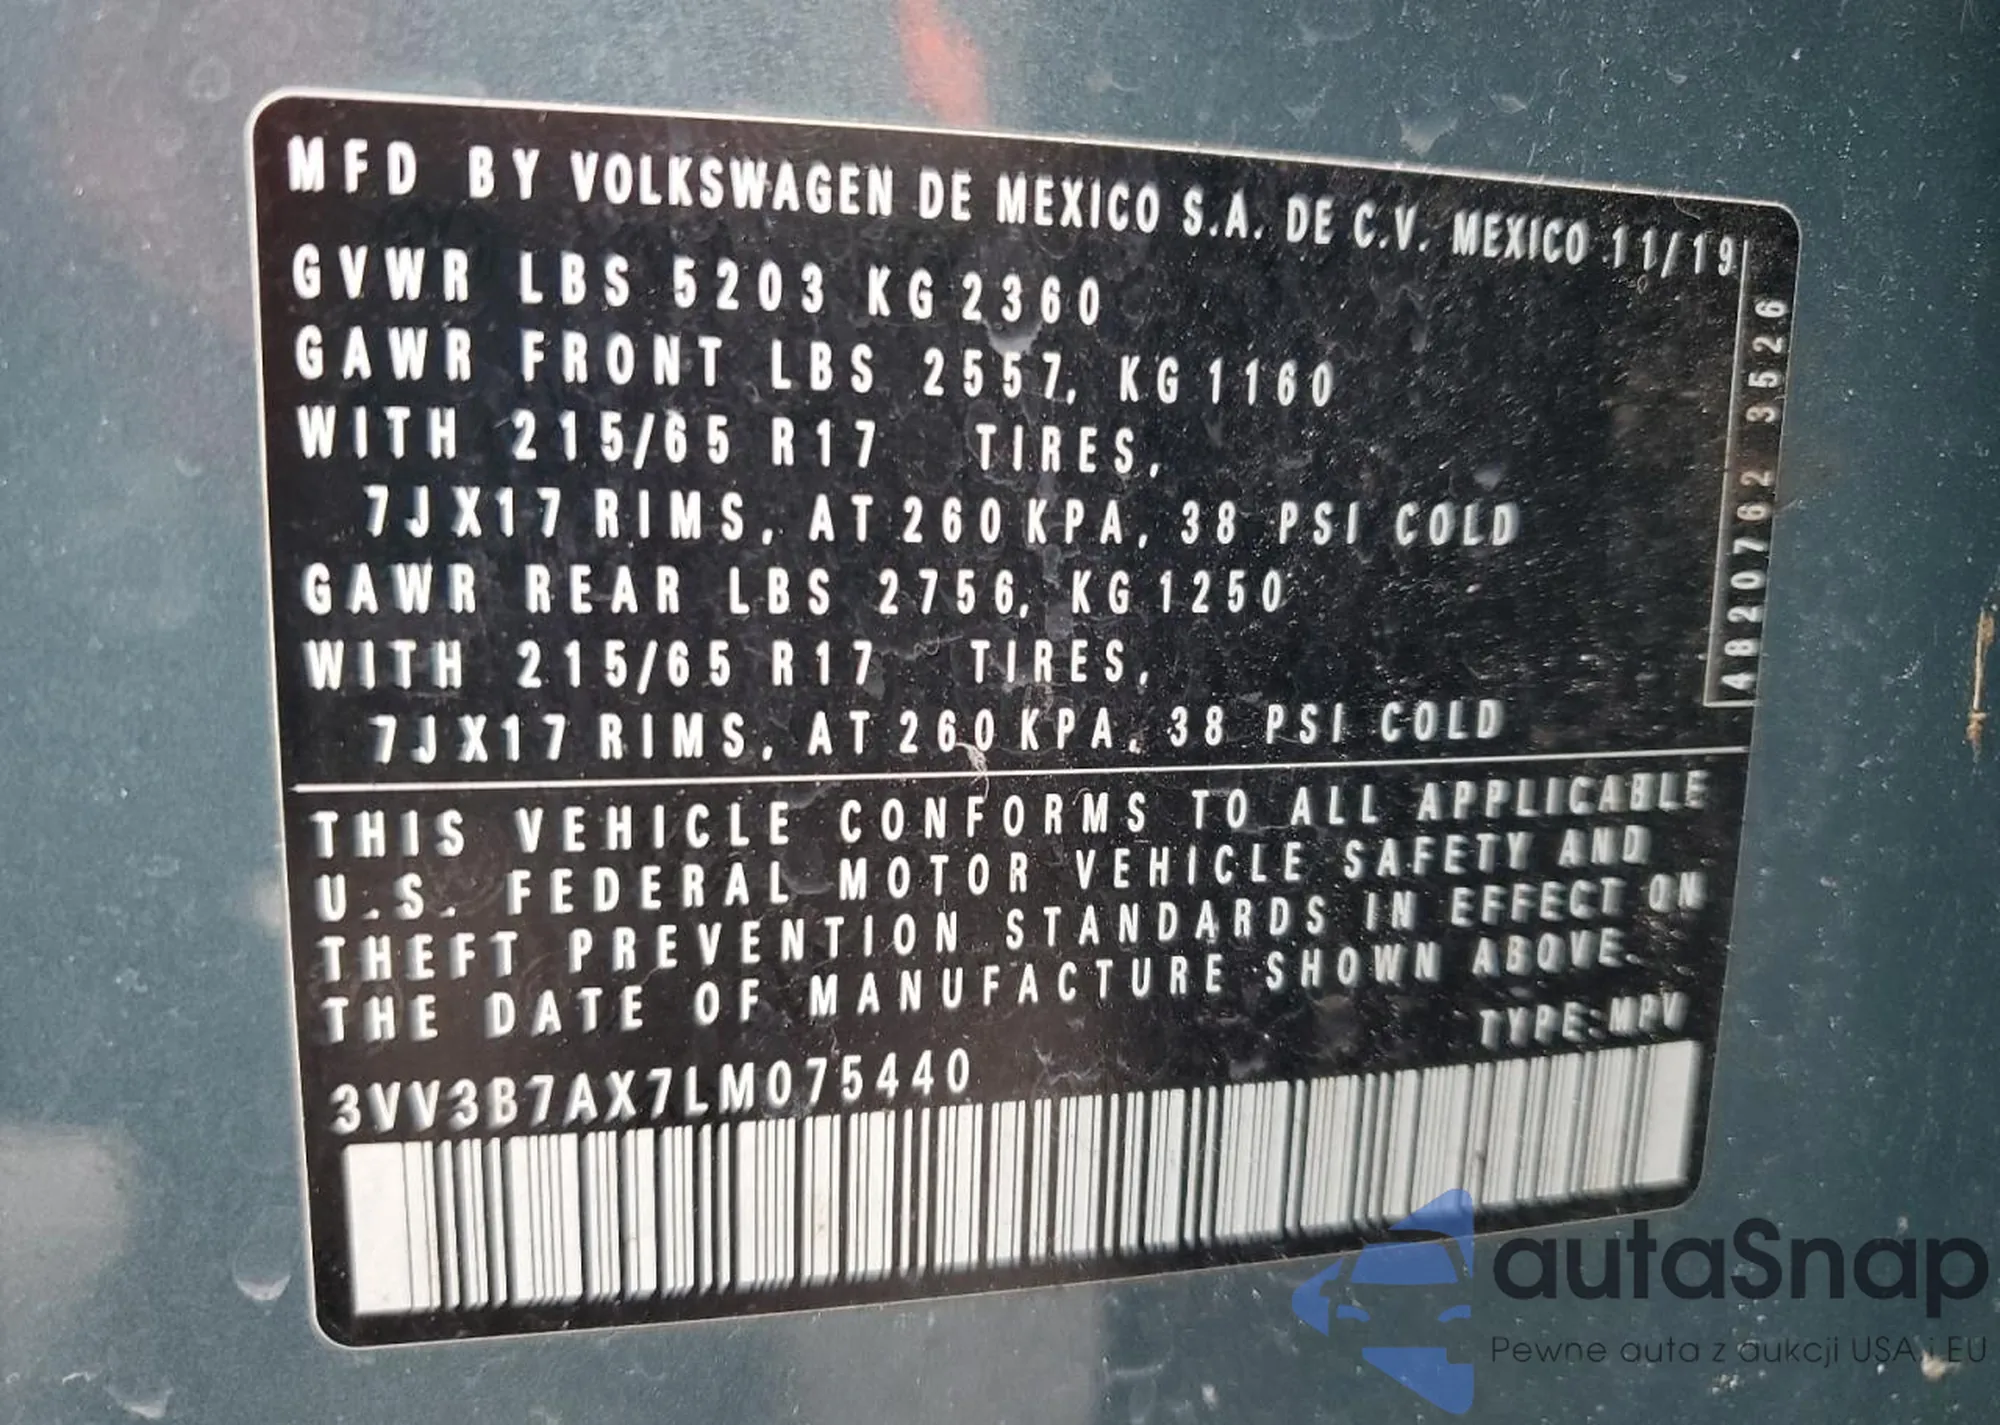 MFD BY VOLKSWAGEN DE MEXICO S.A. DE C.V. MEXICO 11/19
GVWR LBS 5203 KG 2360
GAWR FRONT LBS 2557, KG 1160
WITH 215/65 R17 TIRES,
7JX17 RIMS, AT 260 KPA, 38 PSI COLD
GAWR REAR LBS 2756, KG 1250
WITH 215/65 R17 TIRES,
7JX17 RIMS, AT 260 KPA, 38 PSI COLD
4820762 3526
THIS VEHICLE CONFORMS TO ALL APPLICABLE
U.S. FEDERAL MOTOR VEHICLE SAFETY AND
THEFT PREVENTION STANDARDS IN EFFECT ON
THE DATE OF MANUFACTURE SHOWN ABOVE.
TYPE: MPV
3VV3B7AX7LM075440
autaSnap
Pewne auta z aukcji USA i EU